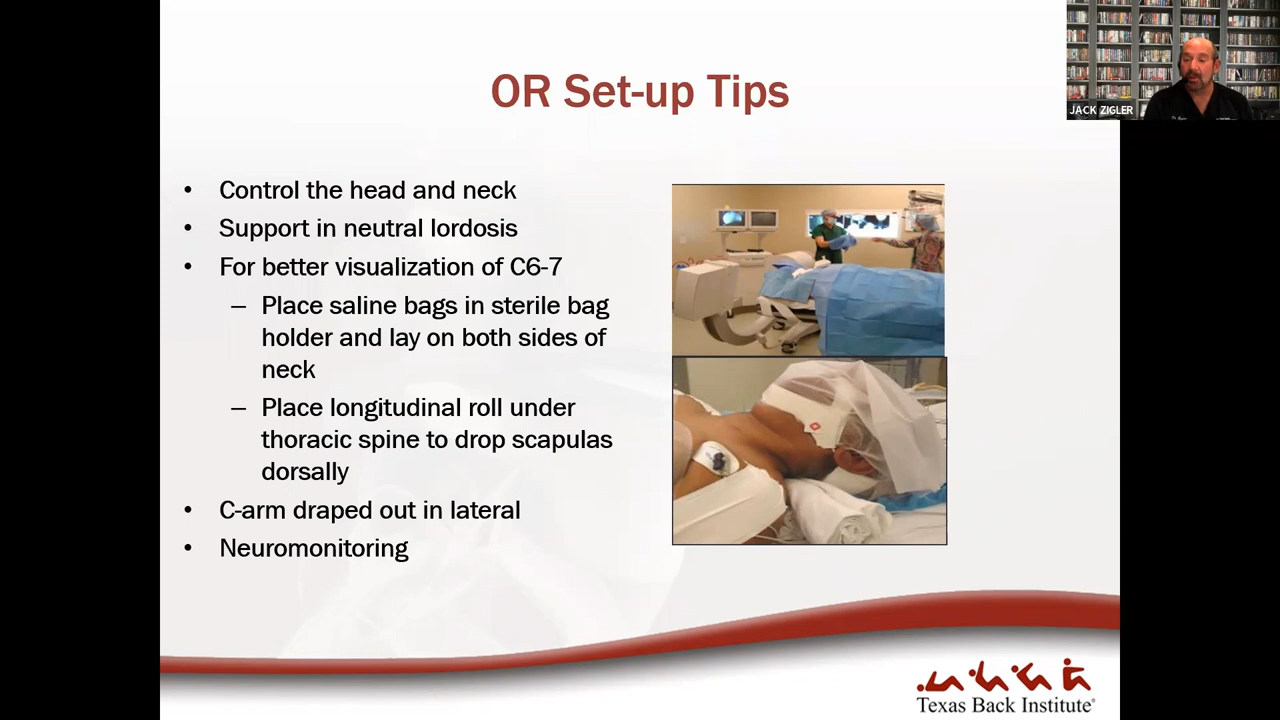 OR Set-up Tips
JACK ZIGLER
• Control the head and neck
• Support in neutral lordosis
• For better visualization of C6-7
– Place saline bags in sterile bag
holder and lay on both sides of
neck
– Place longitudinal roll under
thoracic spine to drop scapulas
dorsally
• C-arm draped out in lateral
• Neuromonitoring
Texas Back Institute®